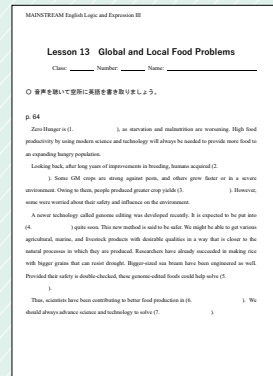 MAINSTREAM English Logic and Expression III
Lesson 13 Global and Local Food Problems
Class: Number: Name:
○ 音声を聴いて空所に英語を書き取りましょう。
p. 64
Zero Hunger is (1. ), as starvation and malnutrition are worsening. High food
productivity by using modern science and technology will always be needed to provide more food to
an expanding hungry population.
Looking back, after long years of improvements in breeding, humans acquired (2.
). Some GM crops are strong against pests, and others grow faster or in a severe
environment. Owing to them, people produced greater crop yields (3. ). However,
some were worried about their safety and influence on the environment.
A newer technology called genome editing was developed recently. It is expected to be put into
(4. ) quite soon. This new method is said to be safer. We might be able to get various
agricultural, marine, and livestock products with desirable qualities in a way that is closer to the
natural processes in which they are produced. Researchers have already succeeded in making rice
with bigger grains that can resist drought. Bigger-sized sea bream have been engineered as well.
Provided their safety is double-checked, these genome-edited foods could help solve (5.
).
Thus, scientists have been contributing to better food production in (6. ). We
should always advance science and technology to solve (7. ).